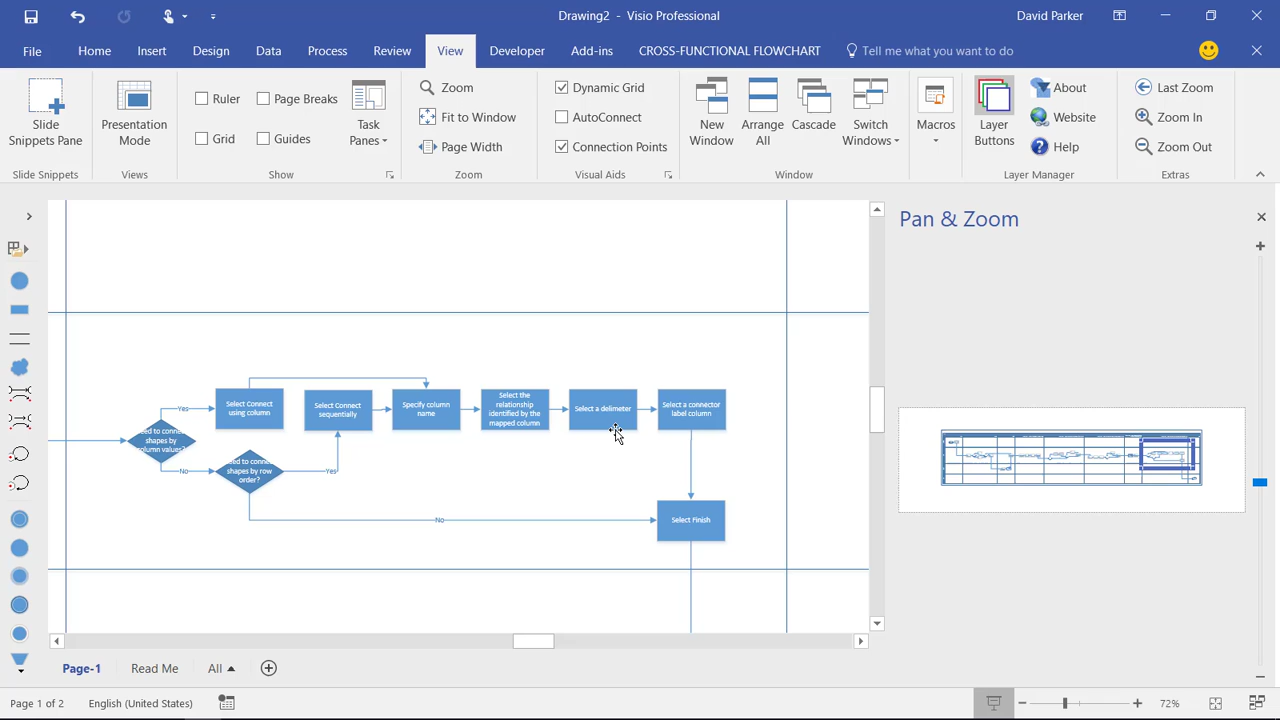 Drawing2 - Visio Professional
David Parker
File
Home
Insert
Design
Data
Process
Review
View
Developer
Add-ins
CROSS-FUNCTIONAL FLOWCHART
Tell me what you want to do
Slide
Snippets Pane
Slide Snippets
Presentation
Mode
Views
Ruler
Page Breaks
Grid
Guides
Task
Panes
Show
Zoom
Fit to Window
Page Width
Zoom
Dynamic Grid
AutoConnect
Connection Points
Visual Aids
New
Window
Arrange
All
Cascade
Switch
Windows
Window
Macros
Layer
Buttons
About
Website
Help
Layer Manager
Last Zoom
Zoom In
Zoom Out
Extras
Pan & Zoom
Yes
Select Connect
using column
Select Connect
sequentially
Specify column
name
Select the
relationship
identified by the
mapped column
Select a delimeter
Select a connector
label column
shapes by
No
shapes by row
order?
Yes
No
Select Finish
Page-1
Read Me
All
Page 1 of 2
English (United States)
72%